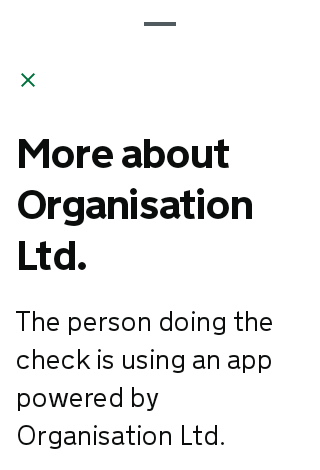 More about
Organisation
Ltd.
The person doing the
check is using an app
powered by
Organisation Ltd.